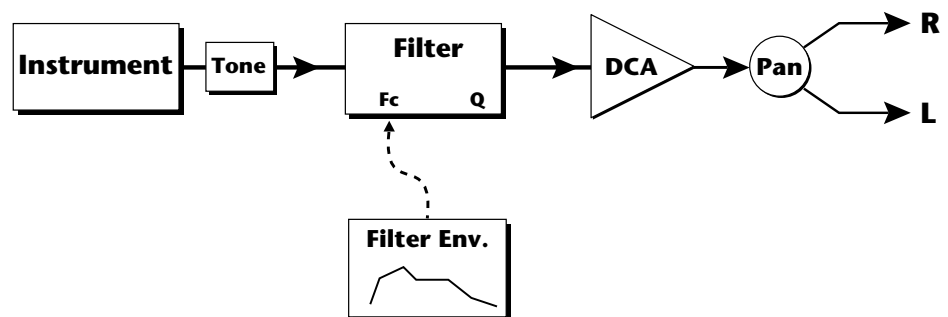 Instrument
Tone
Filter
Fc Q
DCA
Pan
R
L
Filter Env.